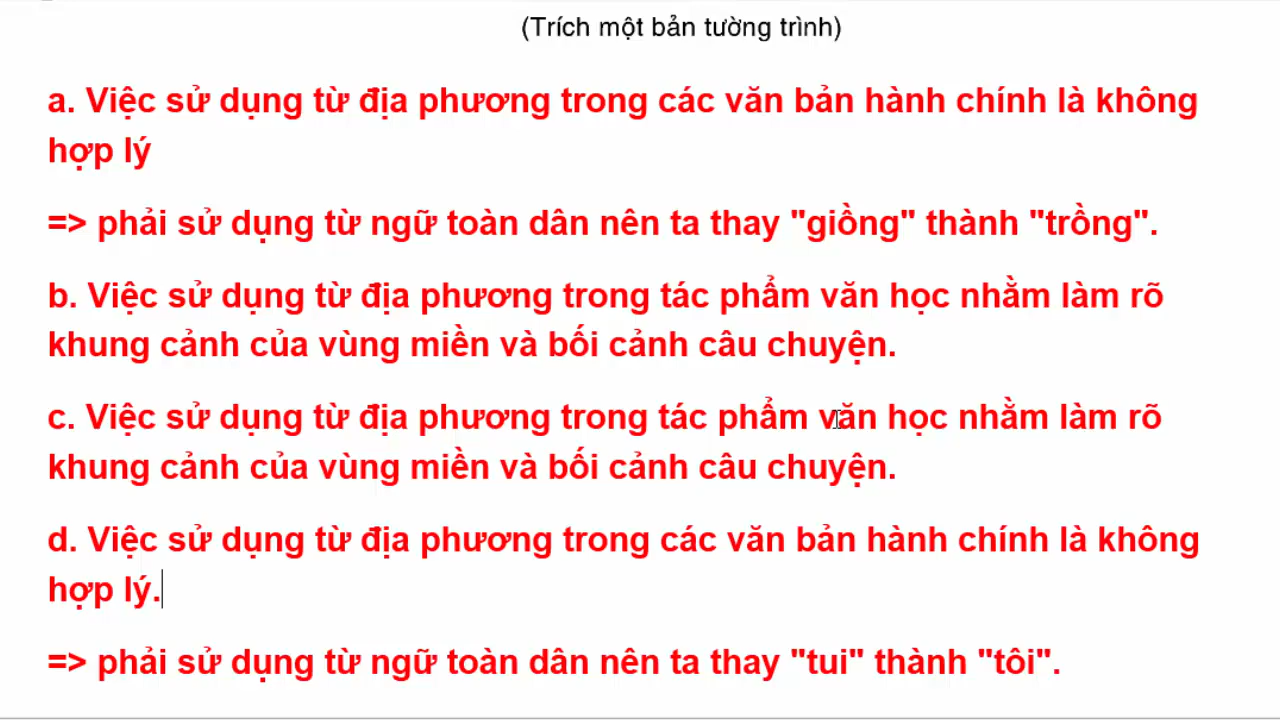 (Trích một bản tường trình)
a. Việc sử dụng từ địa phương trong các văn bản hành chính là không
hợp lý
=> phải sử dụng từ ngữ toàn dân nên ta thay "giồng" thành "trồng".
b. Việc sử dụng từ địa phương trong tác phẩm văn học nhằm làm rõ
khung cảnh của vùng miền và bối cảnh câu chuyện.
c. Việc sử dụng từ địa phương trong tác phẩm văn học nhằm làm rõ
khung cảnh của vùng miền và bối cảnh câu chuyện.
d. Việc sử dụng từ địa phương trong các văn bản hành chính là không
hợp lý.
=> phải sử dụng từ ngữ toàn dân nên ta thay "tui" thành "tôi".